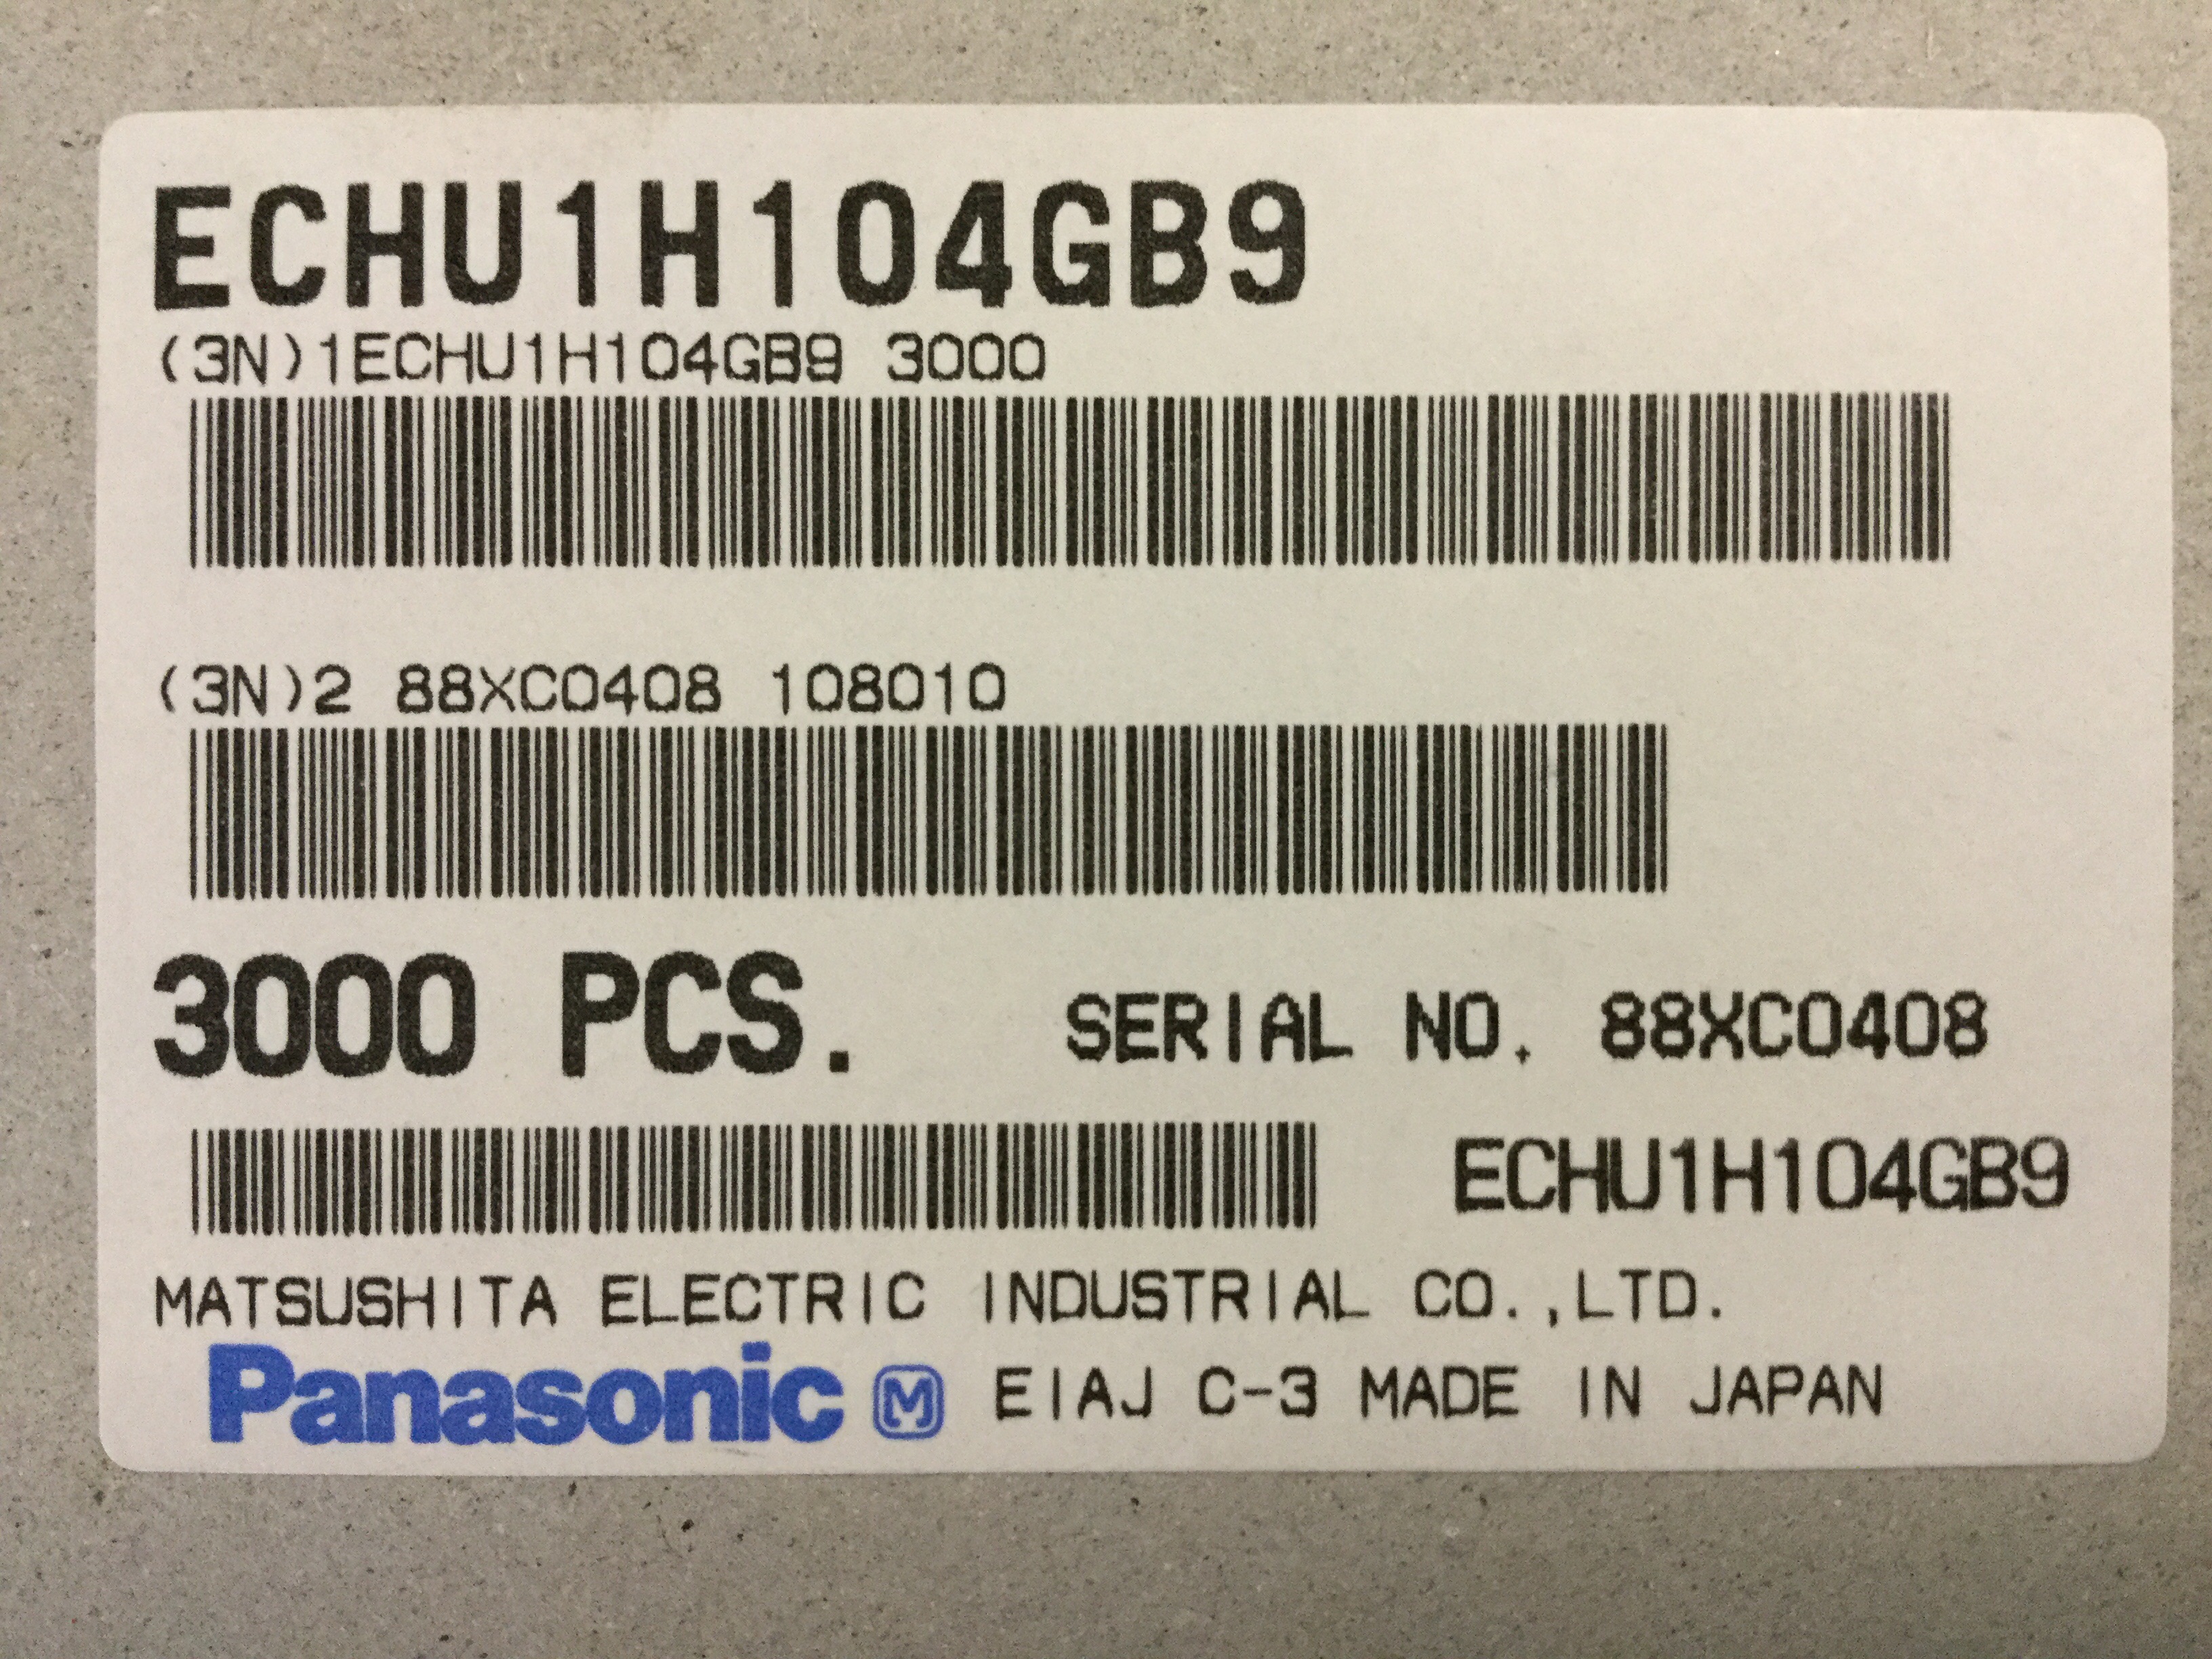 ECHU1H104GB9
(3N)1ECHU1H104GB9 3000
(3N)2 88XC0408 108010
3000 PCS. SERIAL NO. 88XC0408
ECHU1H104GB9
MATSUSHITA ELECTRIC INDUSTRIAL CO.,LTD.
Panasonic M EIAJ C-3 MADE IN JAPAN